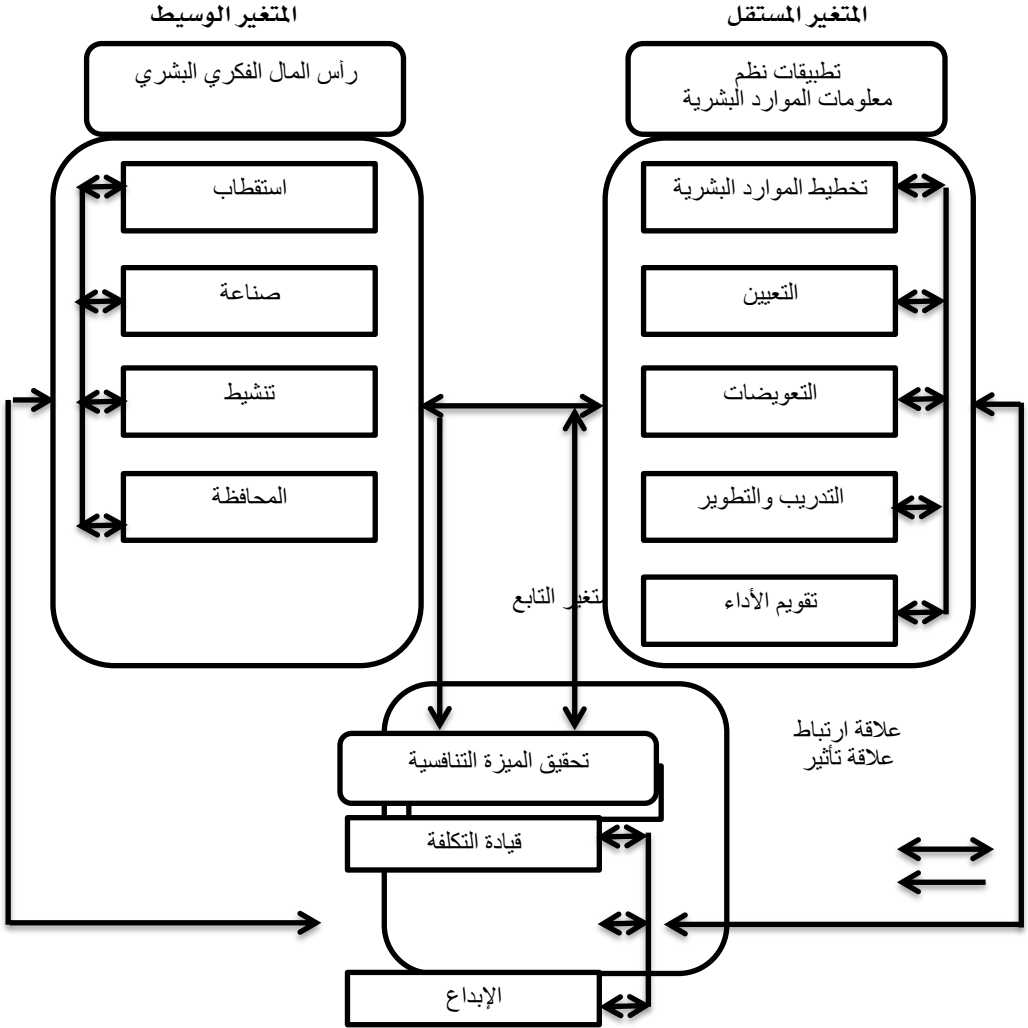 المتغير المستقل
المتغير الوسيط
تطبيقات نظم
معلومات الموارد البشرية
رأس المال الفكري البشري
تخطيط الموارد البشرية
استقطاب
التعيين
صناعة
التعويضات
تنشيط
التدريب والتطوير
المحافظة
تقويم الأداء
متغير التابع
علاقة ارتباط
علاقة تأثير
تحقيق الميزة التنافسية
قيادة التكلفة
الإبداع